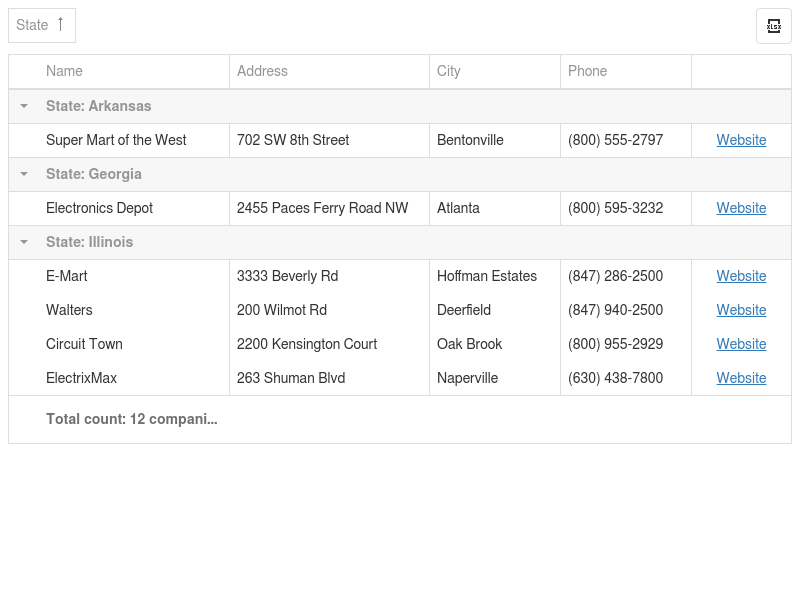 State
xlsx
Name Address City Phone
State: Arkansas
Super Mart of the West 702 SW 8th Street Bentonville (800) 555-2797 Website
State: Georgia
Electronics Depot 2455 Paces Ferry Road NW Atlanta (800) 595-3232 Website
State: Illinois
E-Mart 3333 Beverly Rd Hoffman Estates (847) 286-2500 Website
Walters 200 Wilmot Rd Deerfield (847) 940-2500 Website
Circuit Town 2200 Kensington Court Oak Brook (800) 955-2929 Website
ElectrixMax 263 Shuman Blvd Naperville (630) 438-7800 Website
Total count: 12 compani...